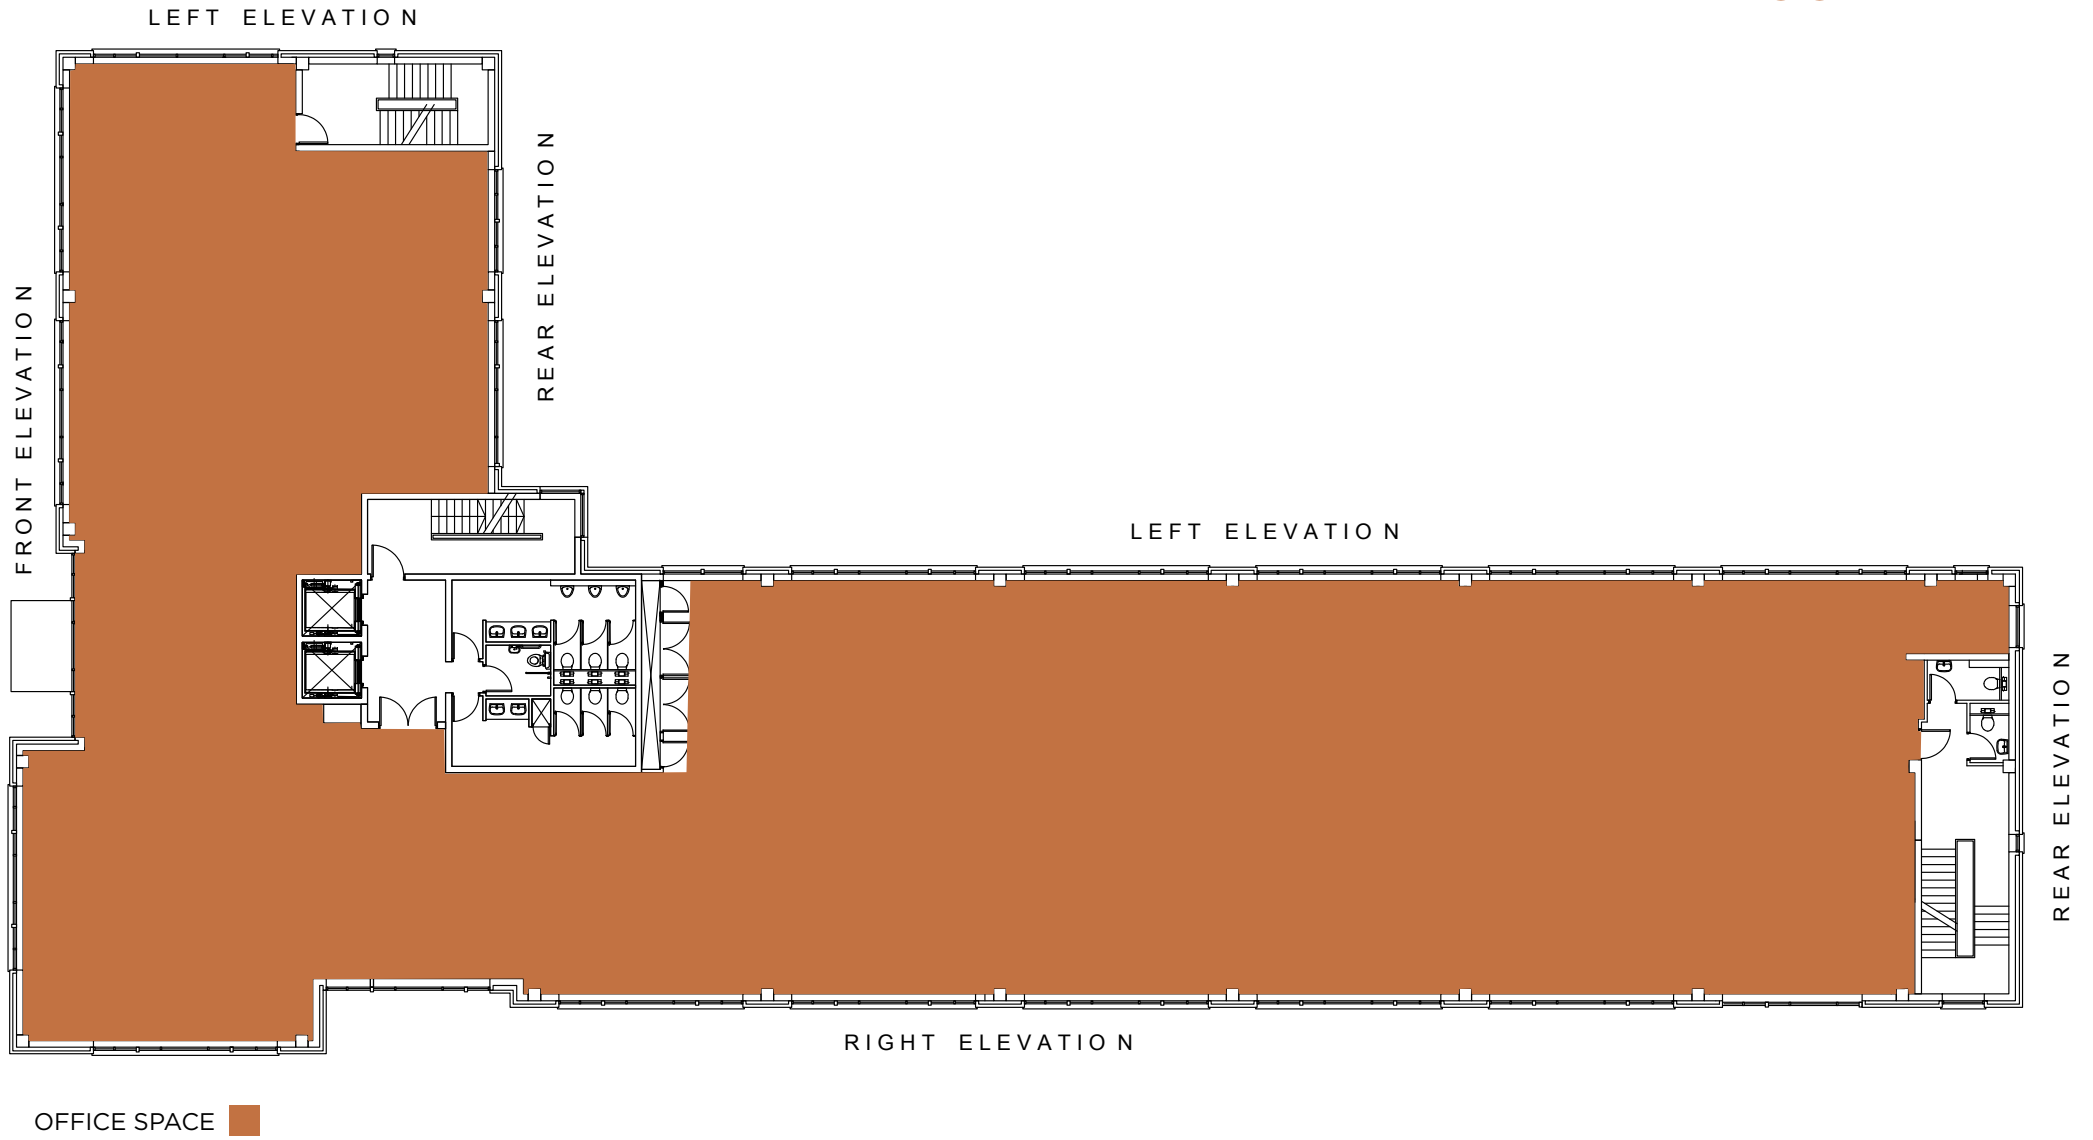 LEFT ELEVATION
REAR ELEVATION
FRONT ELEVATION
LEFT ELEVATION
REAR ELEVATION
RIGHT ELEVATION
OFFICE SPACE